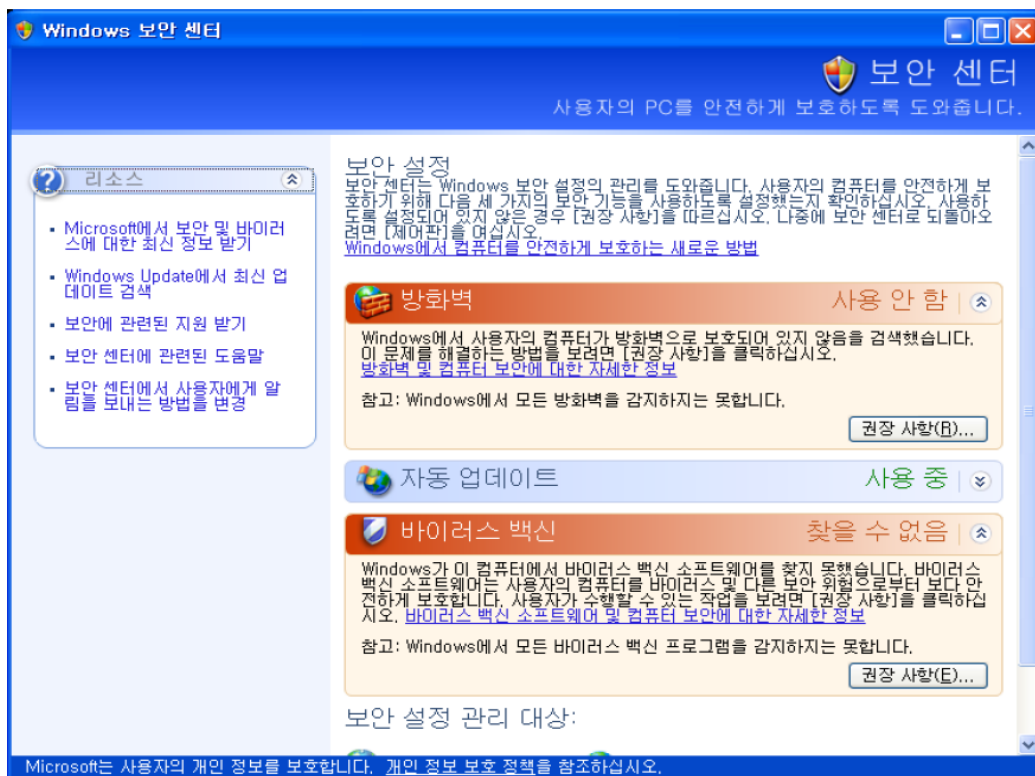 Windows 보안 센터
보안 센터
사용자의 PC를 안전하게 보호하도록 도와줍니다.
리소스
Microsoft에서 보안 및 바이러
스에 대한 최신 정보 받기
Windows Update에서 최신 업
데이트 검색
보안에 관련된 지원 받기
보안 센터에 관련된 도움말
보안 센터에서 사용자에게 알
림을 보내는 방법을 변경
보안 설정
보안 센터는 Windows 보안 설정의 관리를 도와줍니다. 사용자의 컴퓨터를 안전하게 보
호하기 위해 다음 세 가지의 보안 기능을 사용하도록 설정했는지 확인하십시오. 사용하
도록 설정되어 있지 않은 경우 [권장 사항]을 따르십시오. 나중에 보안 센터로 되돌아오
려면 [제어판]을 여십시오.
Windows에서 컴퓨터를 안전하게 보호하는 새로운 방법
방화벽 사용 안 함
Windows에서 사용자의 컴퓨터가 방화벽으로 보호되어 있지 않음을 검색했습니다.
이 문제를 해결하는 방법을 보려면 [권장 사항]을 클릭하십시오.
방화벽 및 컴퓨터 보안에 대한 자세한 정보
참고: Windows에서 모든 방화벽을 감지하지는 못합니다.
권장 사항(R)...
자동 업데이트 사용 중
바이러스 백신 찾을 수 없음
Windows가 이 컴퓨터에서 바이러스 백신 소프트웨어를 찾지 못했습니다. 바이러스
백신 소프트웨어는 사용자의 컴퓨터를 바이러스 및 다른 보안 위험으로부터 보다 안
전하게 보호합니다. 사용자가 수행할 수 있는 작업을 보려면 [권장 사항]을 클릭하십
시오. 바이러스 백신 소프트웨어 및 컴퓨터 보안에 대한 자세한 정보
참고: Windows에서 모든 바이러스 백신 프로그램을 감지하지는 못합니다.
권장 사항(E)...
보안 설정 관리 대상:
Microsoft는 사용자의 개인 정보를 보호합니다. 개인 정보 보호 정책을 참조하십시오.